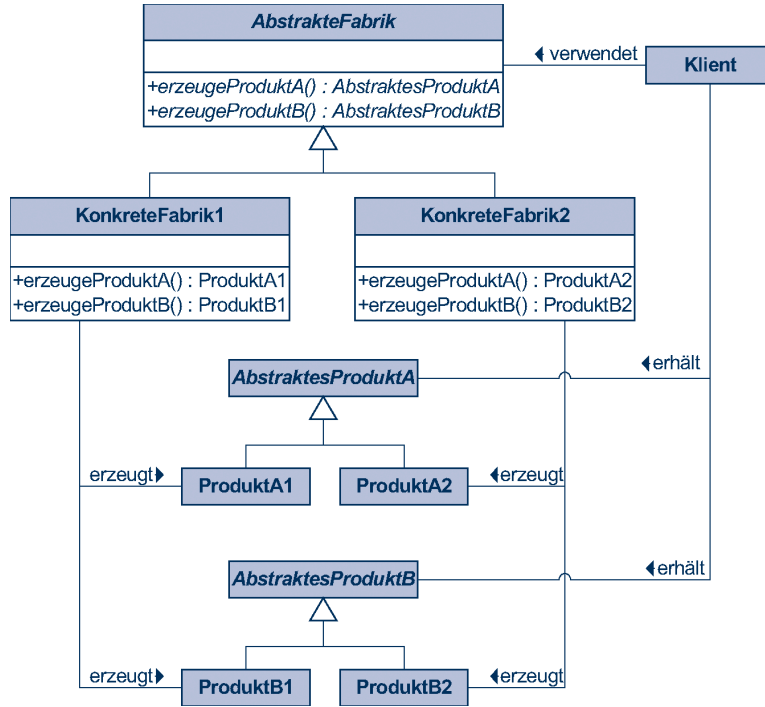 AbstrakteFabrik
verwendet
Klient
+erzeugeProduktA() : AbstraktesProduktA
+erzeugeProduktB() : AbstraktesProduktB
KonkreteFabrik1
+erzeugeProduktA() : ProduktA1
+erzeugeProduktB() : ProduktB1
KonkreteFabrik2
+erzeugeProduktA() : ProduktA2
+erzeugeProduktB() : ProduktB2
AbstraktesProduktA
erhält
erzeugt
ProduktA1
ProduktA2
erzeugt
AbstraktesProduktB
erhält
erzeugt
ProduktB1
ProduktB2
erzeugt